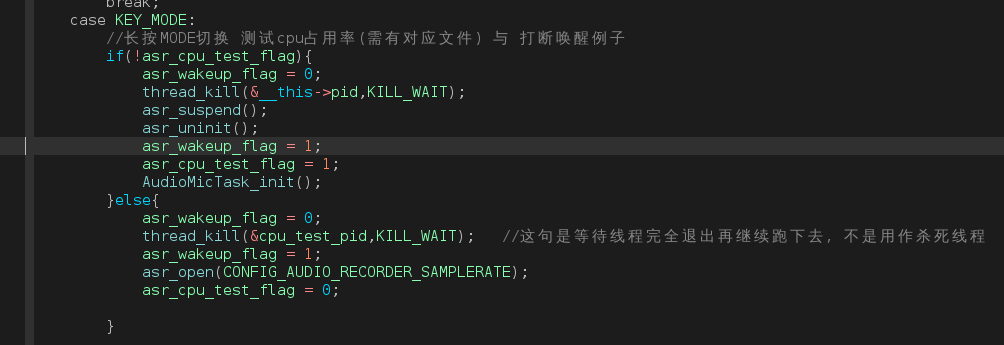 break;
case KEY_MODE:
//长按MODE切换 测试cpu占用率(需有对应文件) 与 打断唤醒例子
if(!asr_cpu_test_flag){
asr_wakeup_flag = 0;
thread_kill(&__this->pid,KILL_WAIT);
asr_suspend();
asr_uninit();
asr_wakeup_flag = 1;
asr_cpu_test_flag = 1;
AudioMicTask_init();
}else{
asr_wakeup_flag = 0;
thread_kill(&cpu_test_pid,KILL_WAIT); //这句是等待线程完全退出再继续跑下去, 不是用作杀死线程
asr_wakeup_flag = 1;
asr_open(CONFIG_AUDIO_RECORDER_SAMPLERATE);
asr_cpu_test_flag = 0;
}